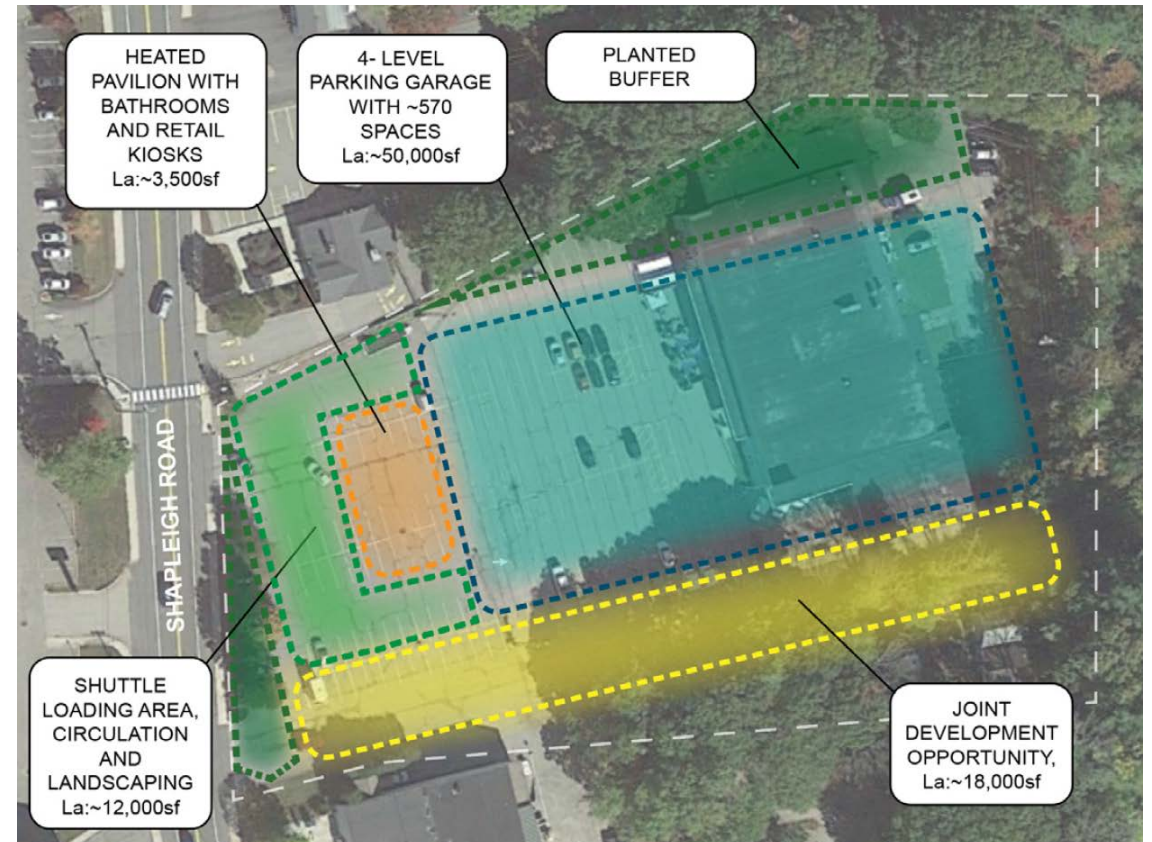 HEATED
PAVILION WITH
BATHROOMS
AND RETAIL
KIOSKS
La:~3,500sf
4- LEVEL
PARKING GARAGE
WITH ~570
SPACES
La:~50,000sf
PLANTED
BUFFER
SHAPLEIGH ROAD
SHUTTLE
LOADING AREA,
CIRCULATION
AND
LANDSCAPING
La:~12,000sf
JOINT
DEVELOPMENT
OPPORTUNITY,
La:~18,000sf